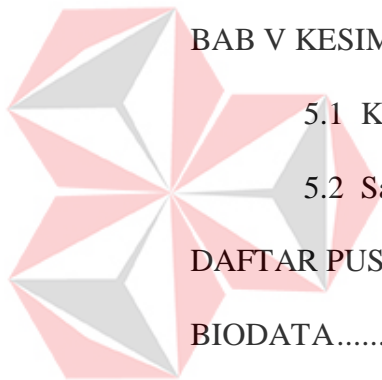 BAB V KESIM
5.1 K
5.2 Sa
DAFTAR PUS
BIODATA......